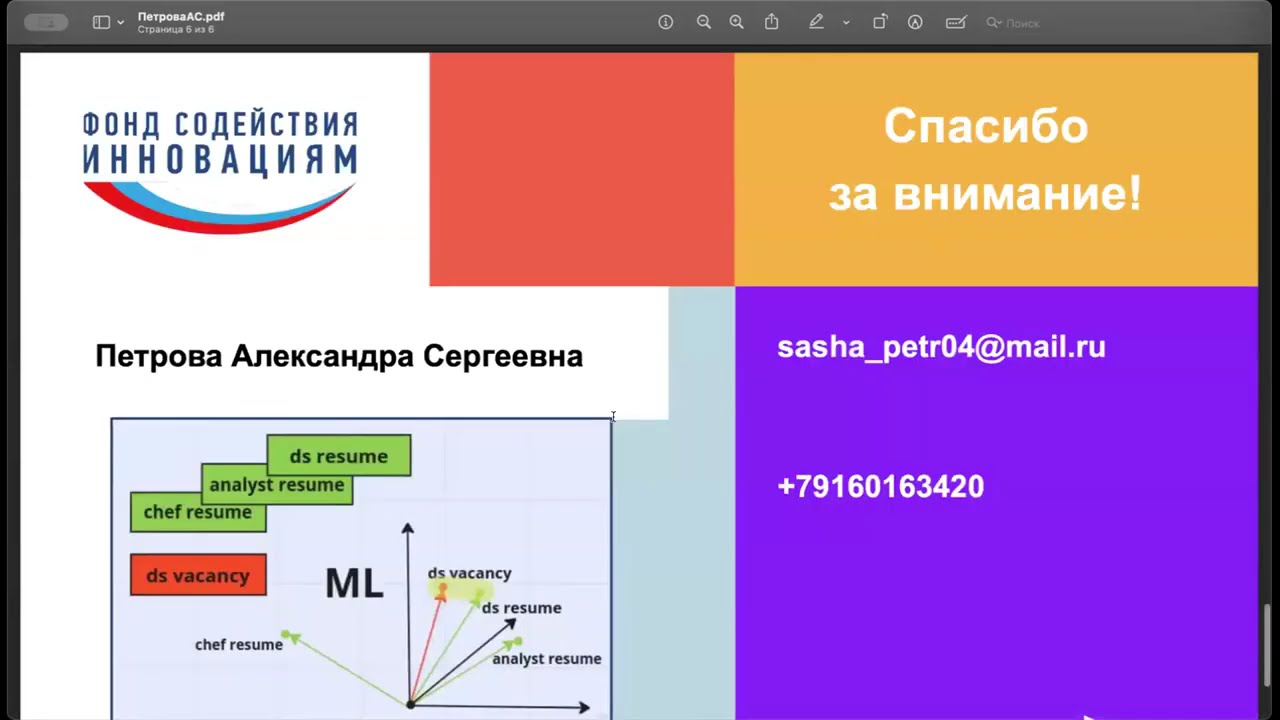 ПетроваАС.pdf
Страница 6 из 6
Поиск
ФОНД СОДЕЙСТВИЯ
ИННОВАЦИЯМ
Спасибо
за внимание!
Петрова Александра Сергеевна
sasha_petr04@mail.ru
+79160163420
ds resume
analyst resume
chef resume
ds vacancy
ML
ds vacancy
ds resume
chef resume
analyst resume